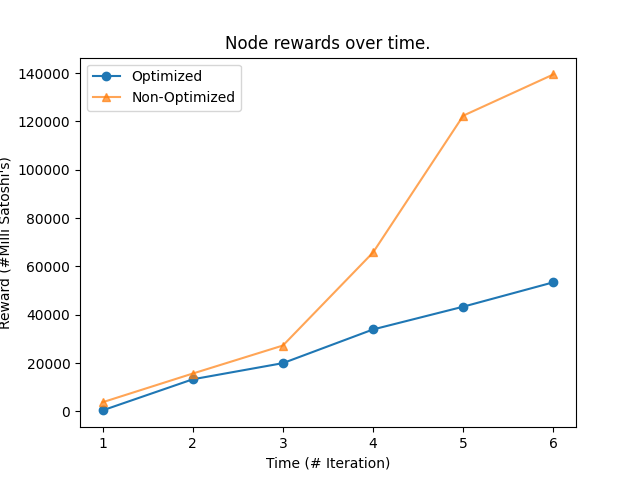 Node rewards over time.
Optimized
Non-Optimized
140000
120000
100000
80000
60000
40000
20000
0
Reward (#Milli Satoshi's)
1 2 3 4 5 6
Time (# Iteration)